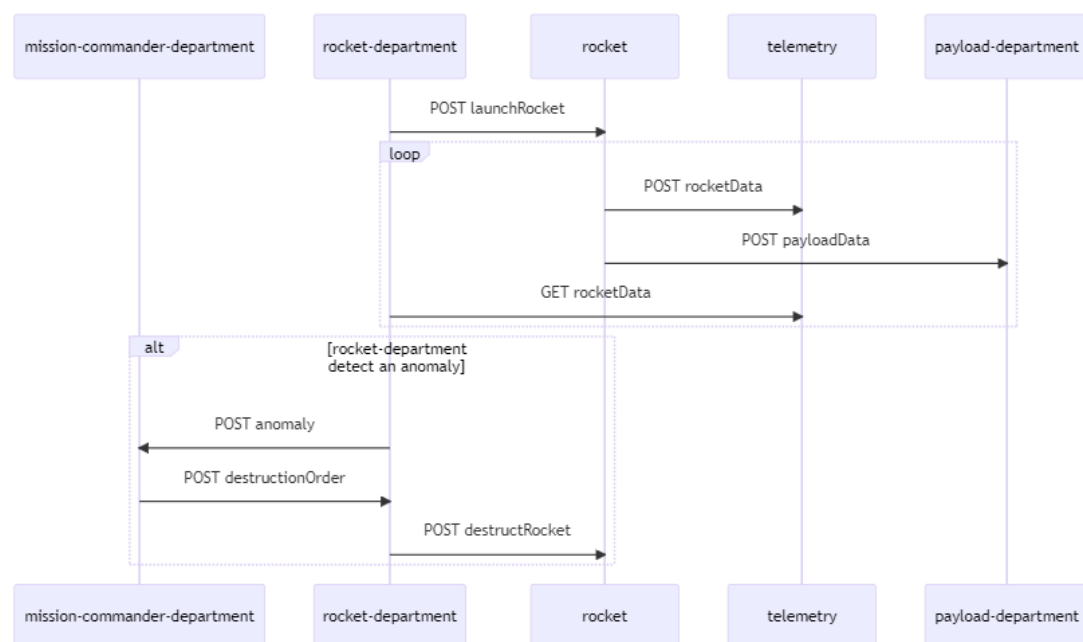 mission-commander-department
rocket-department
rocket
telemetry
payload-department
POST launchRocket
loop
POST rocketData
POST payloadData
GET rocketData
alt
[rocket-department
detect an anomaly]
POST anomaly
POST destructionOrder
POST destructRocket
mission-commander-department
rocket-department
rocket
telemetry
payload-department